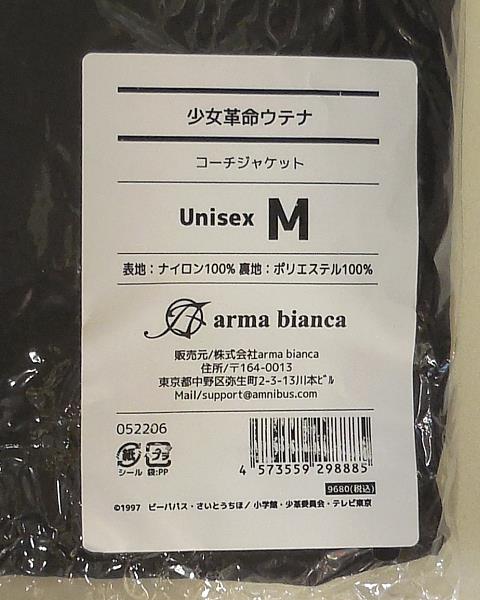 少女革命ウテナ
コーチジャケット
Unisex M
表地：ナイロン100% 裏地：ポリエステル100%
arma bianca
販売元/株式会社arma bianca
住所/〒164-0013
東京都中野区弥生町2-3-13川本ビル
Mail/support@amnibus.com
052206
紙 プラ
シール 袋:PP
4 573559 298885
9680(税込)
©1997 ビーパパス・さいとうちほ/ 小学館・少革委員会・テレビ東京